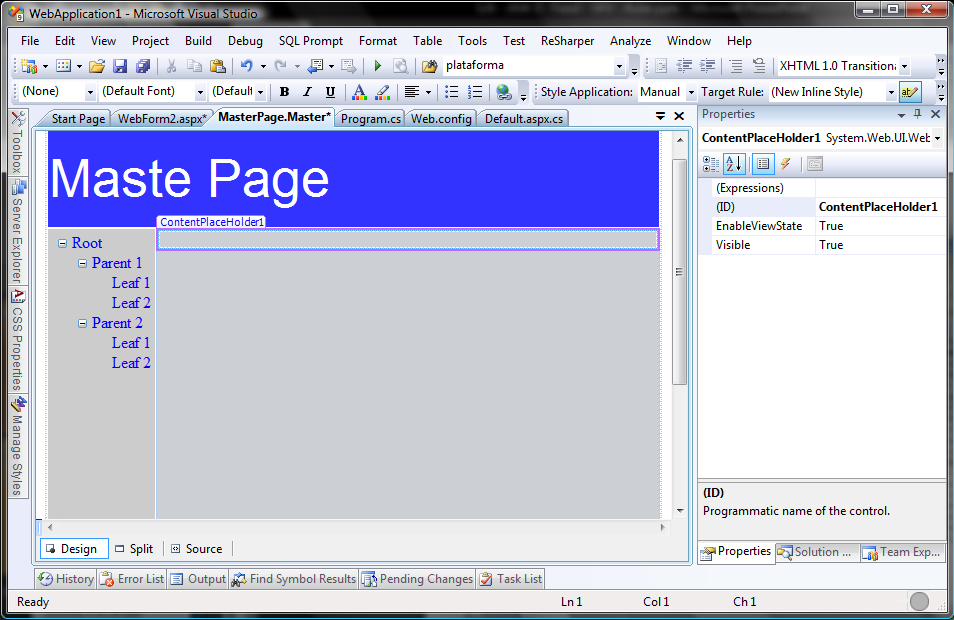 WebApplication1 - Microsoft Visual Studio
File Edit View Project Build Debug SQL Prompt Format Table Tools Test ReSharper Analyze Window Help
plataforma XHTML 1.0 Transition
(None) (Default Font) (Default B I U A Style Application: Manual Target Rule: (New Inline Style)
Start Page WebForm2.aspx* MasterPage.Master* Program.cs Web.config Default.aspx.cs
Toolbox
Server Explorer
CSS Properties
Manage Styles
Maste Page
ContentPlaceHolder1
Root
Parent 1
Leaf 1
Leaf 2
Parent 2
Leaf 1
Leaf 2
Design Split Source
Properties
ContentPlaceHolder1 System.Web.UI.Web
(Expressions)
(ID) ContentPlaceHolder1
EnableViewState True
Visible True
(ID)
Programmatic name of the control.
Properties Solution ... Team Exp...
History Error List Output Find Symbol Results Pending Changes Task List
Ready Ln 1 Col 1 Ch 1